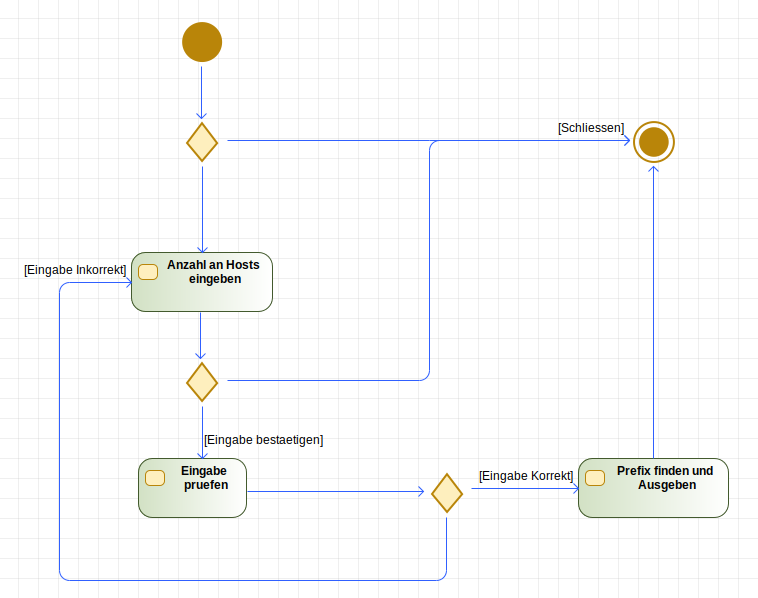 [Schliessen]
[Eingabe Inkorrekt]
Anzahl an Hosts
eingeben
[Eingabe bestaetigen]
Eingabe
pruefen
[Eingabe Korrekt]
Prefix finden und
Ausgeben